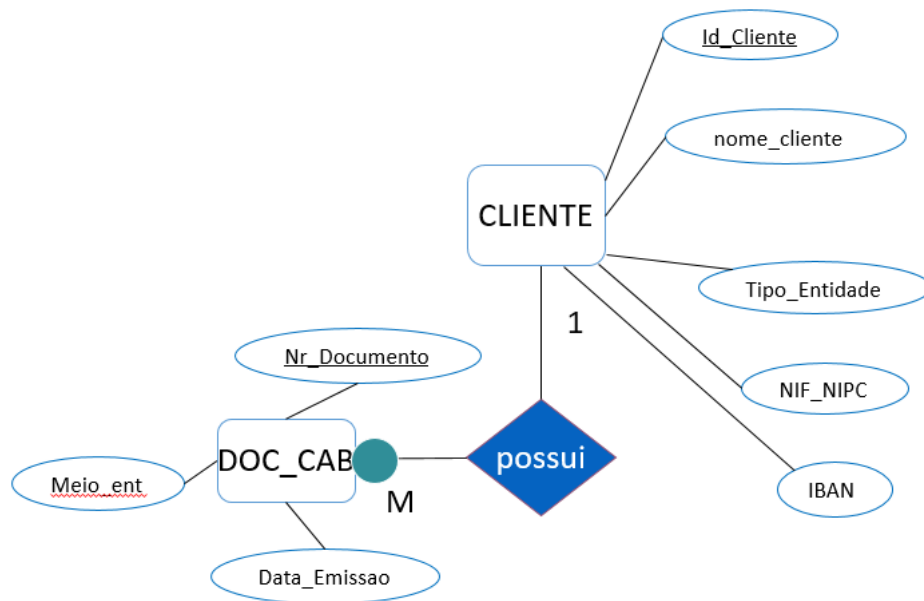 Id_Cliente
nome_cliente
CLIENTE
Tipo_Entidade
1
Nr_Documento
NIF_NIPC
DOC_CAB
possui
Meio_ent
M
IBAN
Data_Emissao